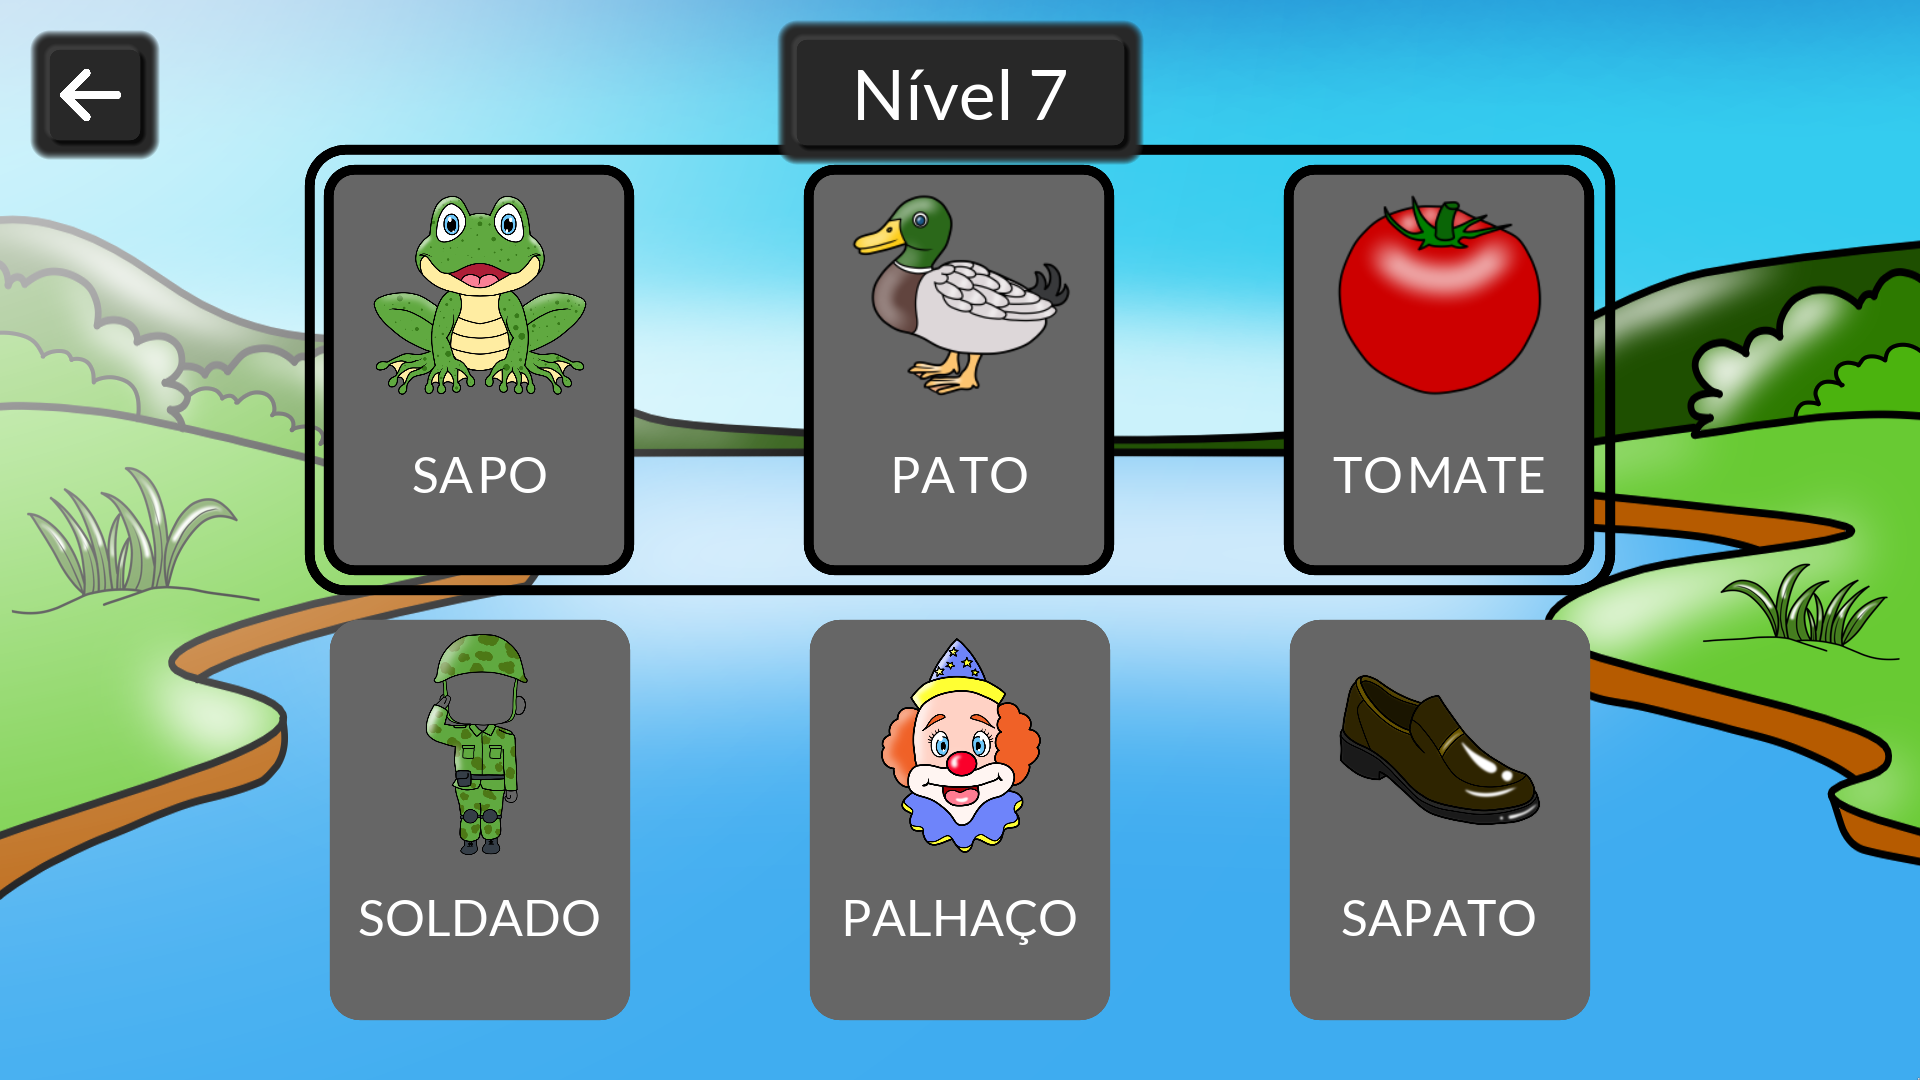 Nível 7
SAPO
PATO
TOMATE
SOLDADO
PALHAÇO
SAPATO